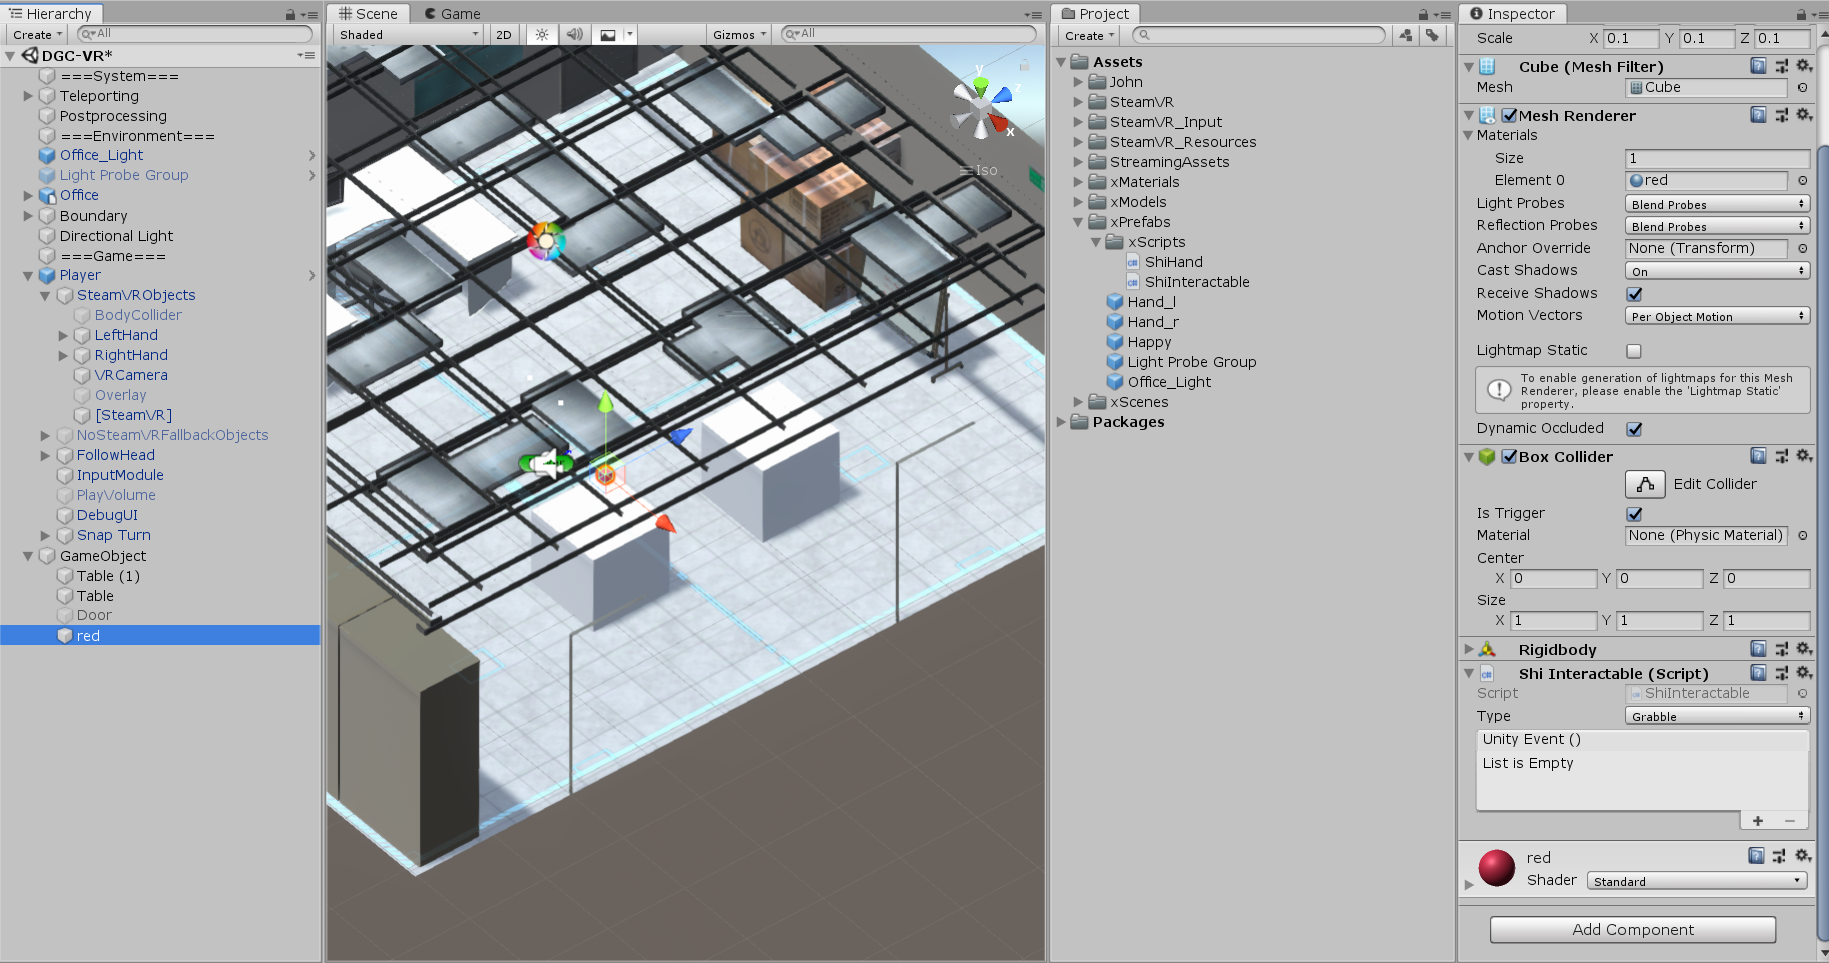 Hierarchy
Create
All
DGC-VR*
===System===
Teleporting
Postprocessing
===Environment===
Office_Light
Light Probe Group
Office
Boundary
Directional Light
===Game===
Player
SteamVRObjects
BodyCollider
LeftHand
RightHand
VRCamera
Overlay
[SteamVR]
NoSteamVRFallbackObjects
FollowHead
InputModule
PlayVolume
DebugUI
Snap Turn
GameObject
Table (1)
Table
Door
red
Scene
Game
Shaded
2D
Gizmos
All
y
z
x
Iso
Project
Create
Assets
John
SteamVR
SteamVR_Input
SteamVR_Resources
StreamingAssets
xMaterials
xModels
xPrefabs
xScripts
ShiHand
ShiInteractable
Hand_l
Hand_r
Happy
Light Probe Group
Office_Light
xScenes
Packages
Inspector
Scale X 0.1 Y 0.1 Z 0.1
Cube (Mesh Filter)
Mesh Cube
Mesh Renderer
Materials
Size 1
Element 0 red
Light Probes Blend Probes
Reflection Probes Blend Probes
Anchor Override None (Transform)
Cast Shadows On
Receive Shadows
Motion Vectors Per Object Motion
Lightmap Static
To enable generation of lightmaps for this Mesh
Renderer, please enable the 'Lightmap Static'
property.
Dynamic Occluded
Box Collider
Edit Collider
Is Trigger
Material None (Physic Material)
Center
X 0 Y 0 Z 0
Size
X 1 Y 1 Z 1
Rigidbody
Shi Interactable (Script)
Script ShiInteractable
Type Grabble
Unity Event ()
List is Empty
red
Shader Standard
Add Component